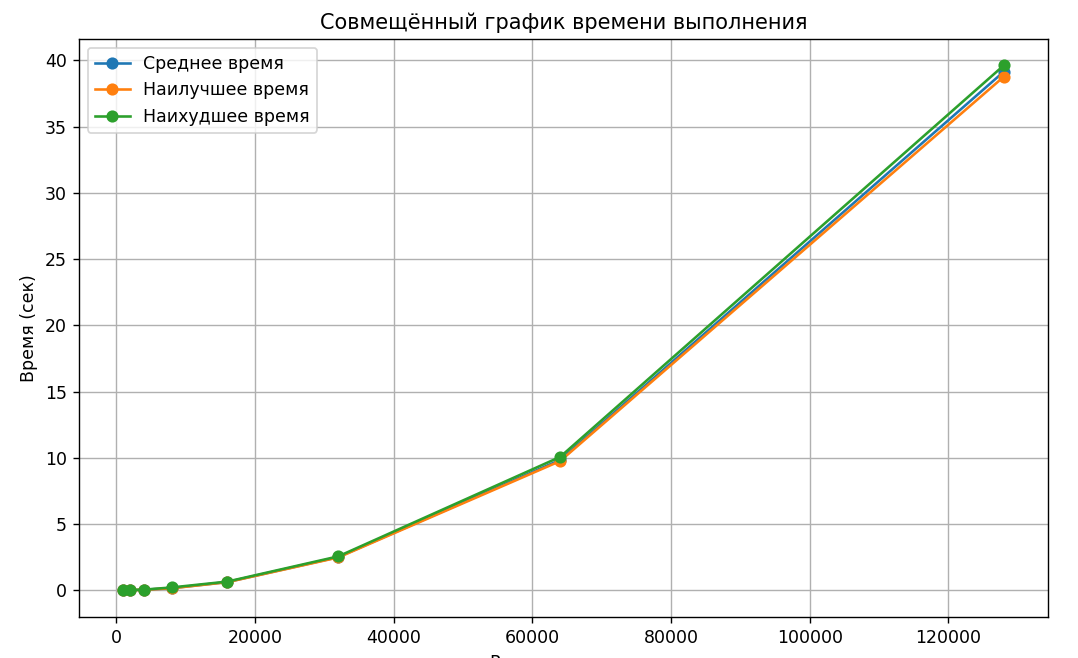 Совмещённый график времени выполнения
Среднее время
Наилучшее время
Наихудшее время
Время (сек)
40
35
30
25
20
15
10
5
0
0 20000 40000 60000 80000 100000 120000